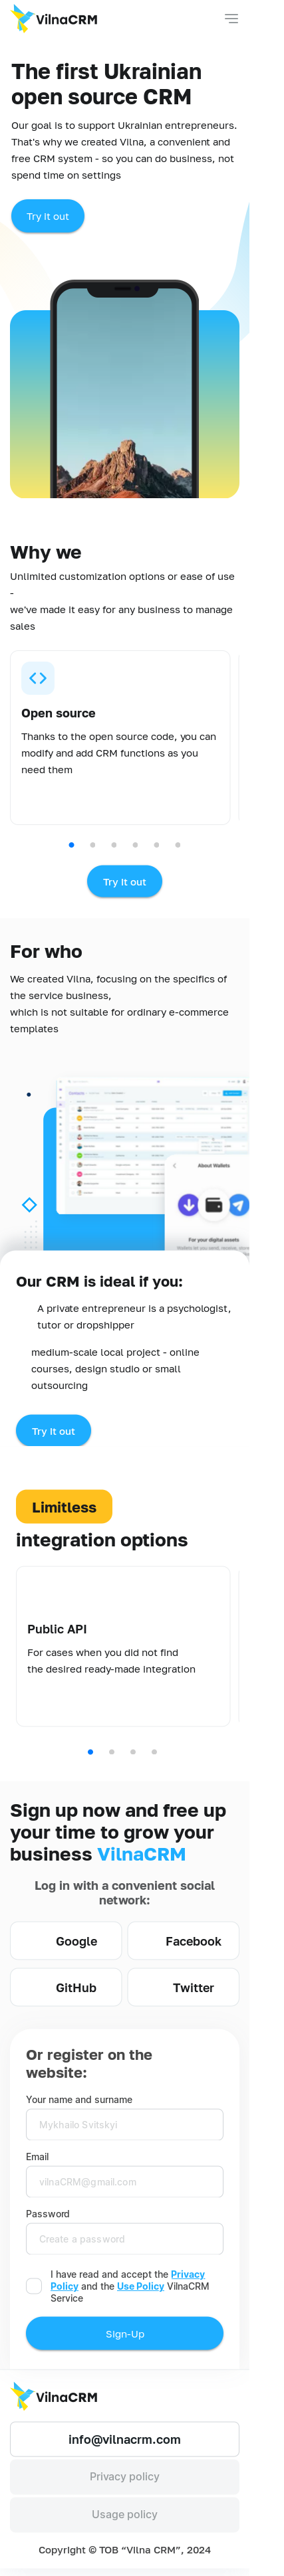 VilnaCRM
The first Ukrainian
open source CRM
Our goal is to support Ukrainian entrepreneurs.
That's why we created Vilna, a convenient and
free CRM system - so you can do business, not
spend time on settings
Try it out
Why we
Unlimited customization options or ease of use
-
we've made it easy for any business to manage
sales
Open source
Thanks to the open source code, you can
modify and add CRM functions as you
need them
Try it out
For who
We created Vilna, focusing on the specifics of
the service business,
which is not suitable for ordinary e-commerce
templates
About Wallets
For your digital assets
Our CRM is ideal if you:
A private entrepreneur is a psychologist,
tutor or dropshipper
medium-scale local project - online
courses, design studio or small
outsourcing
Try it out
Limitless
integration options
Public API
For cases when you did not find
the desired ready-made integration
Sign up now and free up
your time to grow your
business VilnaCRM
Log in with a convenient social
network:
Google
Facebook
GitHub
Twitter
Or register on the
website:
Your name and surname
Mykhailo Svitskyi
Email
vilnaCRM@gmail.com
Password
Create a password
I have read and accept the Privacy
Policy and the Use Policy VilnaCRM
Service
Sign-Up
VilnaCRM
info@vilnacrm.com
Privacy policy
Usage policy
Copyright © ТОВ “Vilna CRM”, 2024